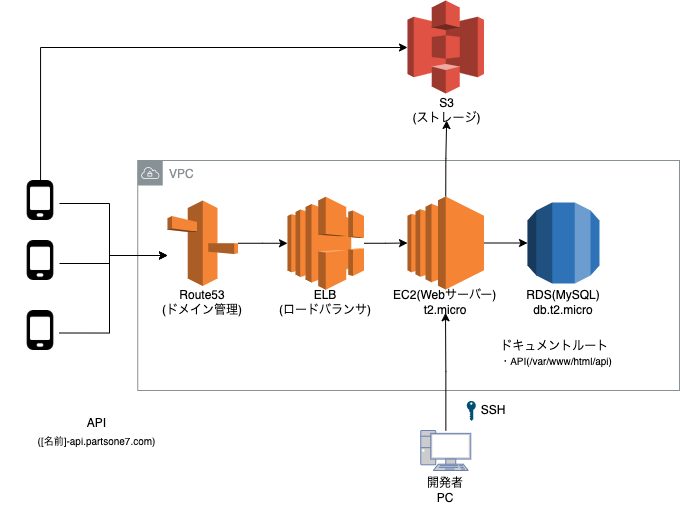 S3
(ストレージ)
VPC
Route53
(ドメイン管理)
ELB
(ロードバランサ)
EC2(Webサーバー)
t2.micro
RDS(MySQL)
db.t2.micro
ドキュメントルート
・API(/var/www/html/api)
API
([名前]-api.partsone7.com)
SSH
開発者
PC